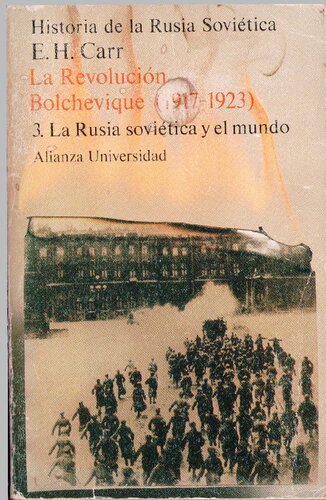 Historia de la Rusia Soviética
E. H. Carr
La Revolución
Bolchevique (1917-1923)
3. La Rusia soviética y el mundo
Alianza Universidad